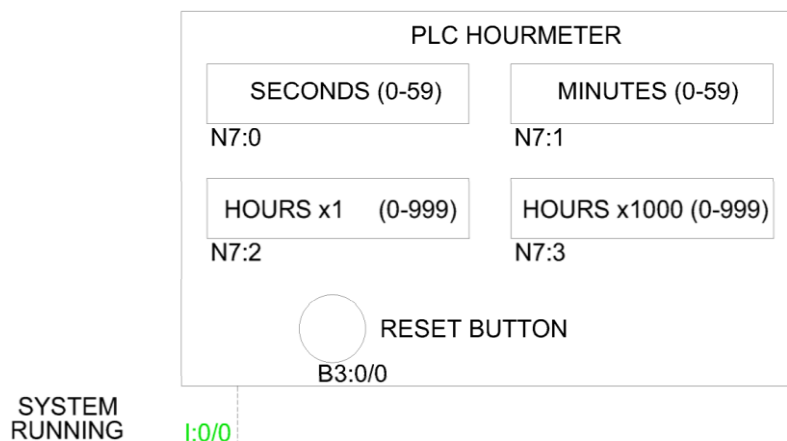 PLC HOURMETER
SECONDS (0-59)
MINUTES (0-59)
N7:0
N7:1
HOURS x1 (0-999)
HOURS x1000 (0-999)
N7:2
N7:3
RESET BUTTON
B3:0/0
SYSTEM
RUNNING
I:0/0